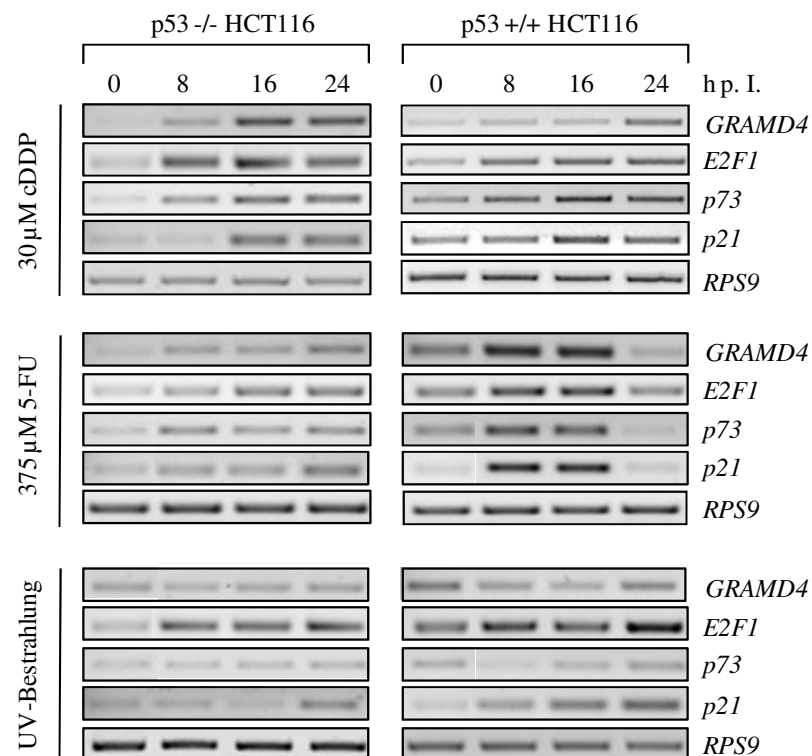 p53 -/- HCT116 p53 +/+ HCT116
0 8 16 24 0 8 16 24 h p. I.
30 µM cDDP
GRAMD4
E2F1
p73
p21
RPS9
375 µM 5-FU
GRAMD4
E2F1
p73
p21
RPS9
UV-Bestrahlung
GRAMD4
E2F1
p73
p21
RPS9